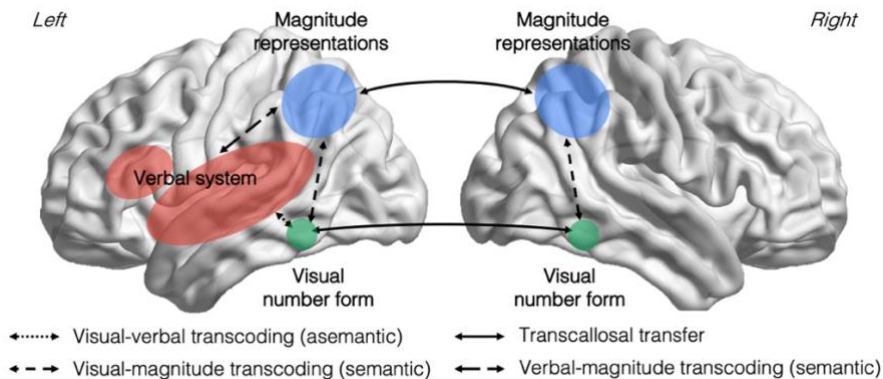 Left
Magnitude
representations
Magnitude
representations
Right
Verbal system
Visual
number form
Visual
number form
Visual-verbal transcoding (asemantic)
Transcallosal transfer
Visual-magnitude transcoding (semantic)
Verbal-magnitude transcoding (semantic)